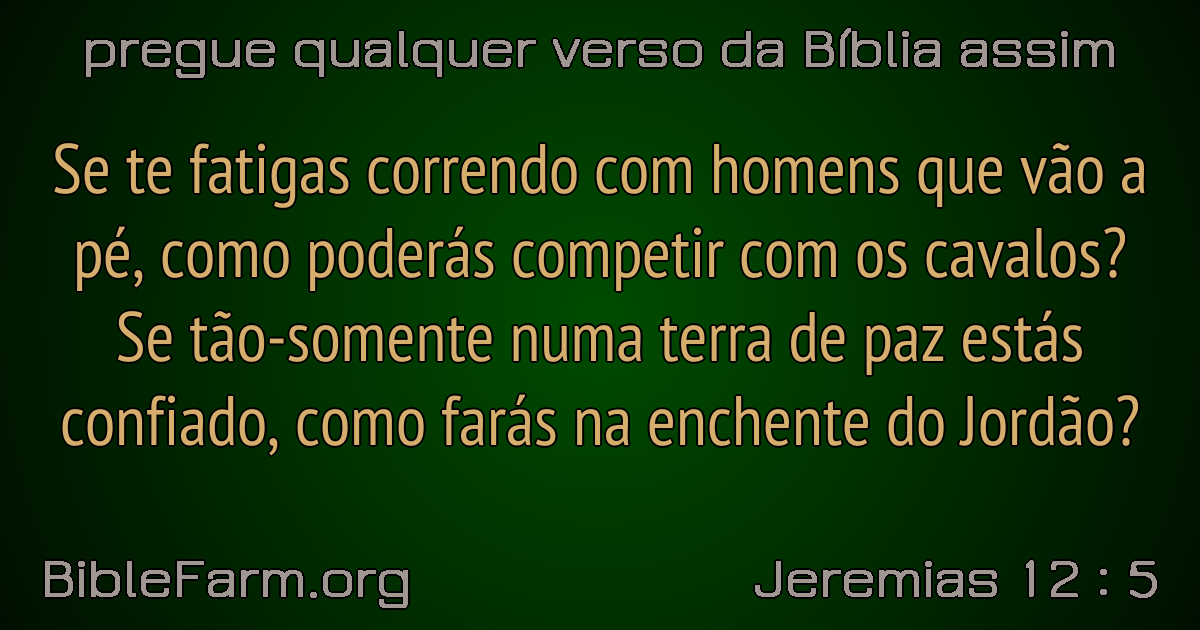 pregue qualquer verso da Bíblia assim
Se te fatigas correndo com homens que vão a
pé, como poderás competir com os cavalos?
Se tão-somente numa terra de paz estás
confiado, como farás na enchente do Jordão?
BibleFarm.org
Jeremias 12 : 5